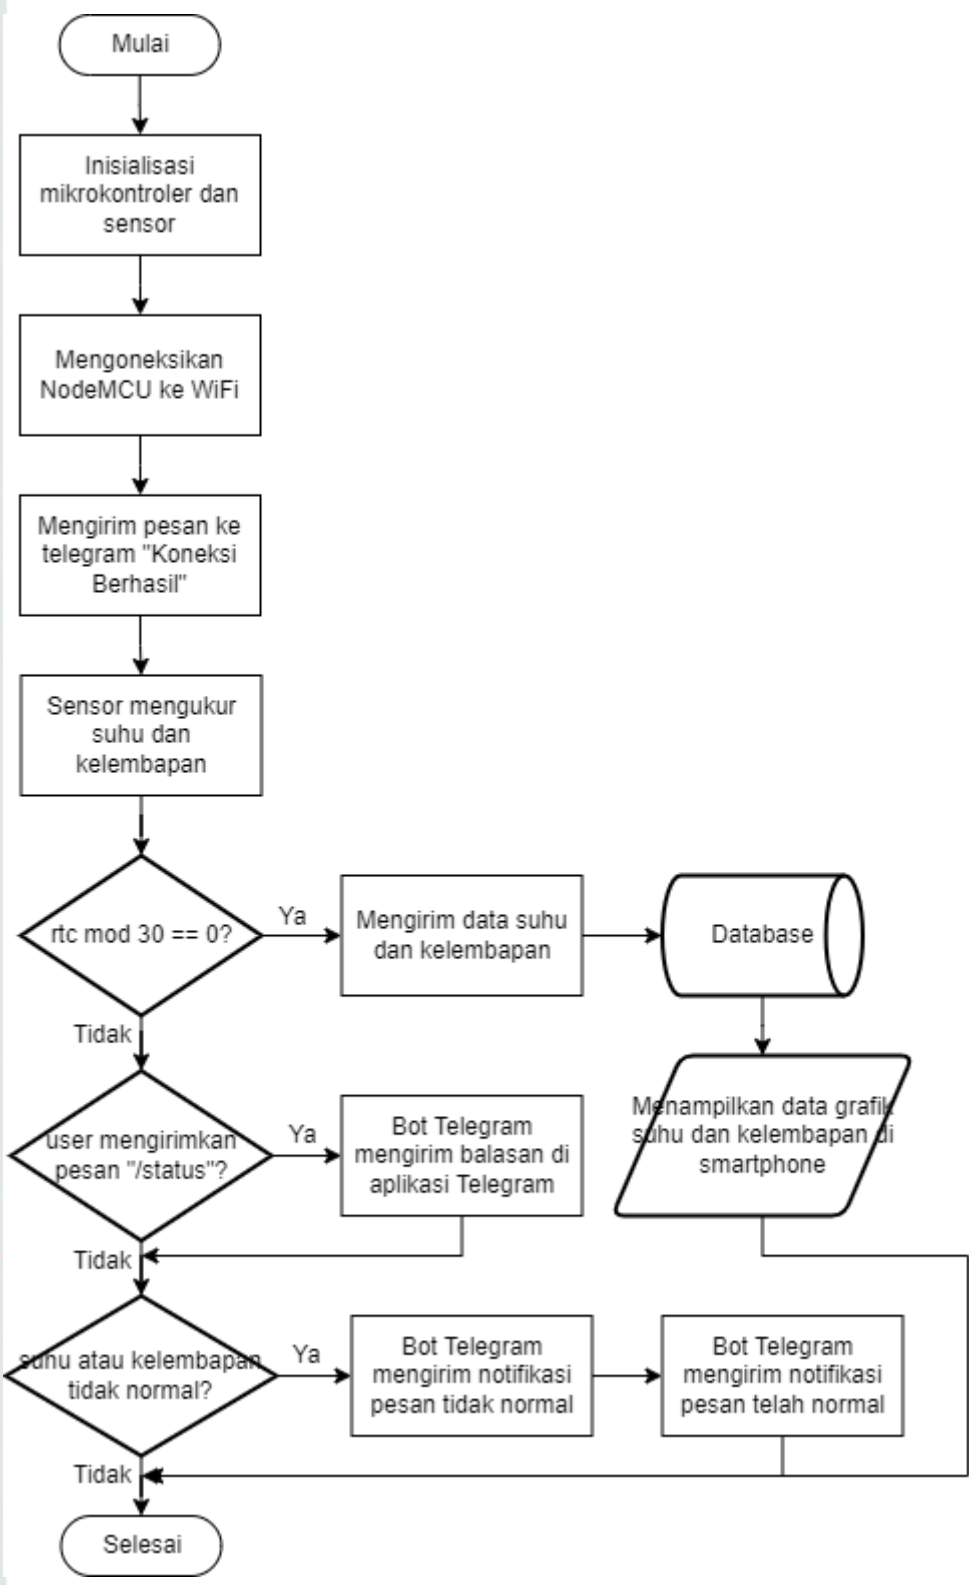 Mulai
Inisialisasi
mikrokontroler dan
sensor
Mengoneksikan
NodeMCU ke WiFi
Mengirim pesan ke
telegram "Koneksi
Berhasil"
Sensor mengukur
suhu dan
kelembapan
rtc mod 30 == 0?
Ya
Mengirim data suhu
dan kelembapan
Database
Tidak
user mengirimkan
pesan "/status"?
Ya
Bot Telegram
mengirim balasan di
aplikasi Telegram
Menampilkan data grafik
suhu dan kelembapan di
smartphone
Tidak
suhu atau kelembapan
tidak normal?
Ya
Bot Telegram
mengirim notifikasi
pesan tidak normal
Bot Telegram
mengirim notifikasi
pesan telah normal
Tidak
Selesai